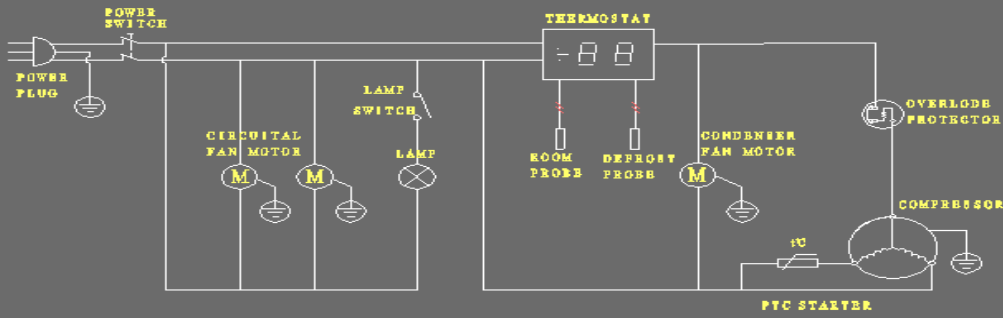 POWER
SWITCH
THERMOSTAT
-88
POWER
PLUG
LAMP
SWITCH
OVERLODE
PROTECTOR
CIRCUITAL
FAN MOTOR
LAMP
ROOM
PROBE
DEFROST
PROBE
CONDENSER
FAN MOTOR
M
M
M
COMPRESSOR
t°C
PTC STARTER